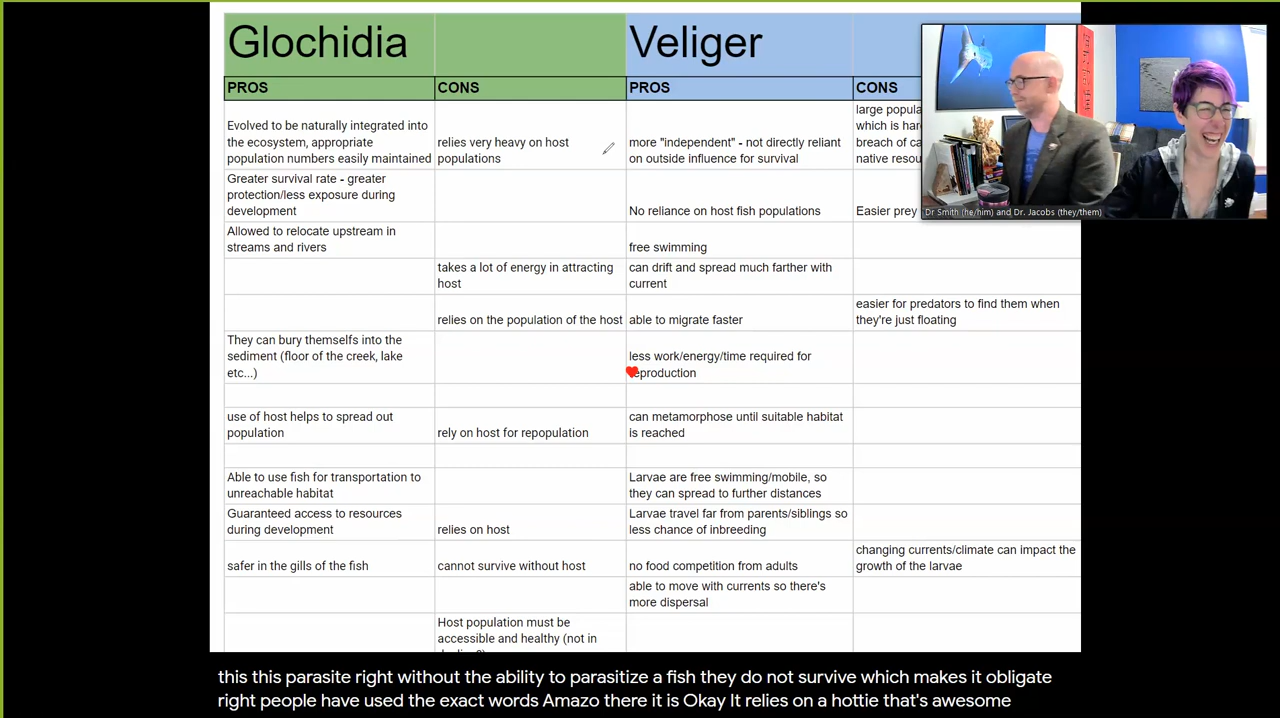 Glochidia
Veliger
PROS
CONS
PROS
CONS
Evolved to be naturally integrated into
the ecosystem, appropriate
population numbers easily maintained
relies very heavy on host
populations
more "independent" - not directly reliant
on outside influence for survival
large popula
which is har
breach of ca
native resou
Greater survival rate - greater
protection/less exposure during
development
No reliance on host fish populations
Easier prey
Allowed to relocate upstream in
streams and rivers
free swimming
takes a lot of energy in attracting
host
can drift and spread much farther with
current
relies on the population of the host
able to migrate faster
easier for predators to find them when
they're just floating
They can bury themselves into the
sediment (floor of the creek, lake
etc...)
less work/energy/time required for
eproduction
use of host helps to spread out
population
rely on host for repopulation
can metamorphose until suitable habitat
is reached
Able to use fish for transportation to
unreachable habitat
Larvae are free swimming/mobile, so
they can spread to further distances
Guaranteed access to resources
during development
relies on host
Larvae travel far from parents/siblings so
less chance of inbreeding
safer in the gills of the fish
cannot survive without host
no food competition from adults
changing currents/climate can impact the
growth of the larvae
able to move with currents so there's
more dispersal
Host population must be
accessible and healthy (not in
Dr Smith (he/him) and Dr. Jacobs (they/them)
this this parasite right without the ability to parasitize a fish they do not survive which makes it obligate
right people have used the exact words Amazo there it is Okay It relies on a hottie that's awesome